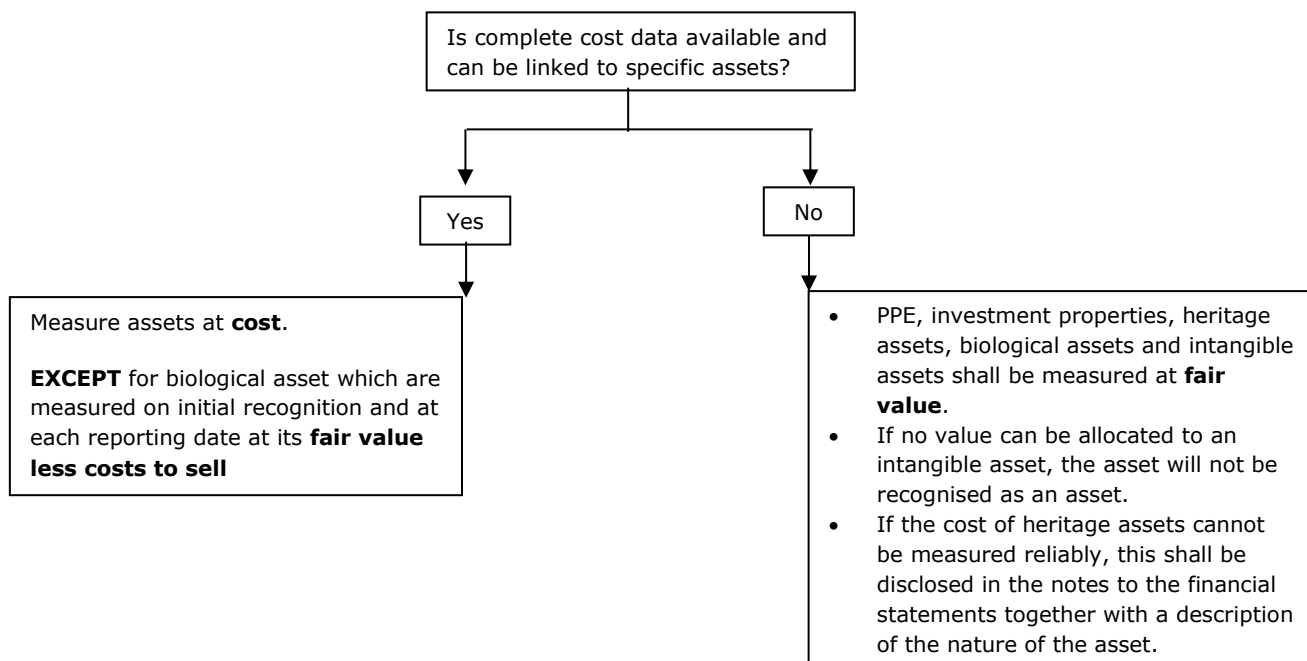 Is complete cost data available and
can be linked to specific assets?
Yes
No
Measure assets at cost.
EXCEPT for biological asset which are
measured on initial recognition and at
each reporting date at its fair value
less costs to sell
• PPE, investment properties, heritage
assets, biological assets and intangible
assets shall be measured at fair
value.
• If no value can be allocated to an
intangible asset, the asset will not be
recognised as an asset.
• If the cost of heritage assets cannot
be measured reliably, this shall be
disclosed in the notes to the financial
statements together with a description
of the nature of the asset.